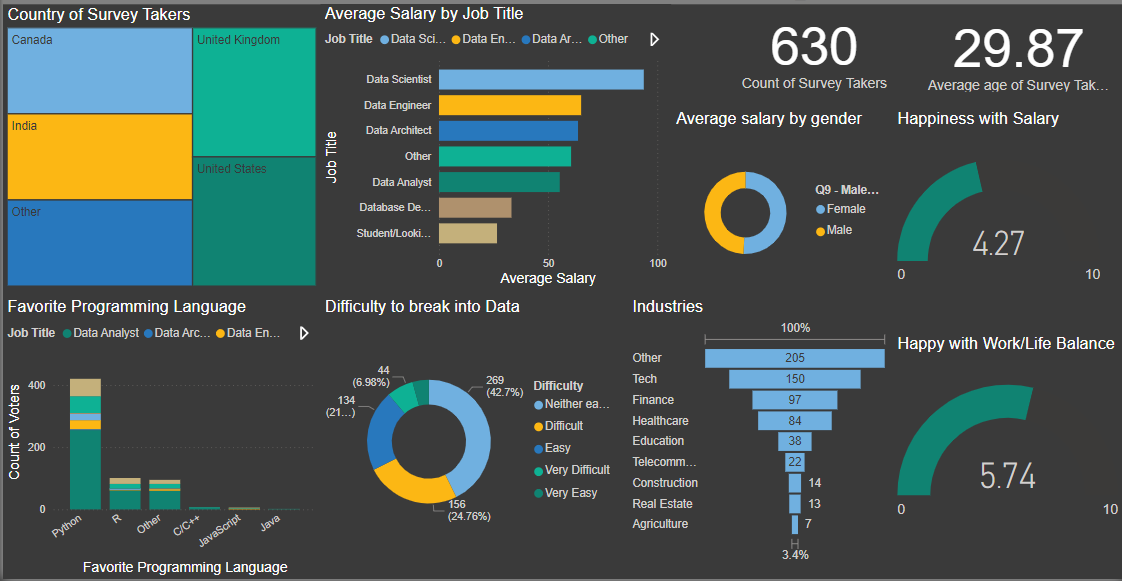 Country of Survey Takers
Canada
United Kingdom
India
United States
Other
Average Salary by Job Title
Job Title Data Sci... Data En... Data Ar... Other
Job Title
Data Scientist
Data Engineer
Data Architect
Other
Data Analyst
Database De...
Student/Looki...
0 50 100
Average Salary
630
Count of Survey Takers
29.87
Average age of Survey Tak...
Average salary by gender
Q9 - Male...
Female
Male
Happiness with Salary
4.27
0 10
Favorite Programming Language
Job Title Data Analyst Data Arc... Data En...
Count of Voters
400
200
0
Python R Other C/C++ JavaScript Java
Favorite Programming Language
Difficulty to break into Data
44
(6.98%)
269
(42.7%)
134
(21...)
156
(24.76%)
Difficulty
Neither ea...
Difficult
Easy
Very Difficult
Very Easy
Industries
100%
Other 205
Tech 150
Finance 97
Healthcare 84
Education 38
Telecomm... 22
Construction 14
Real Estate 13
Agriculture 7
3.4%
Happy with Work/Life Balance
5.74
0 10